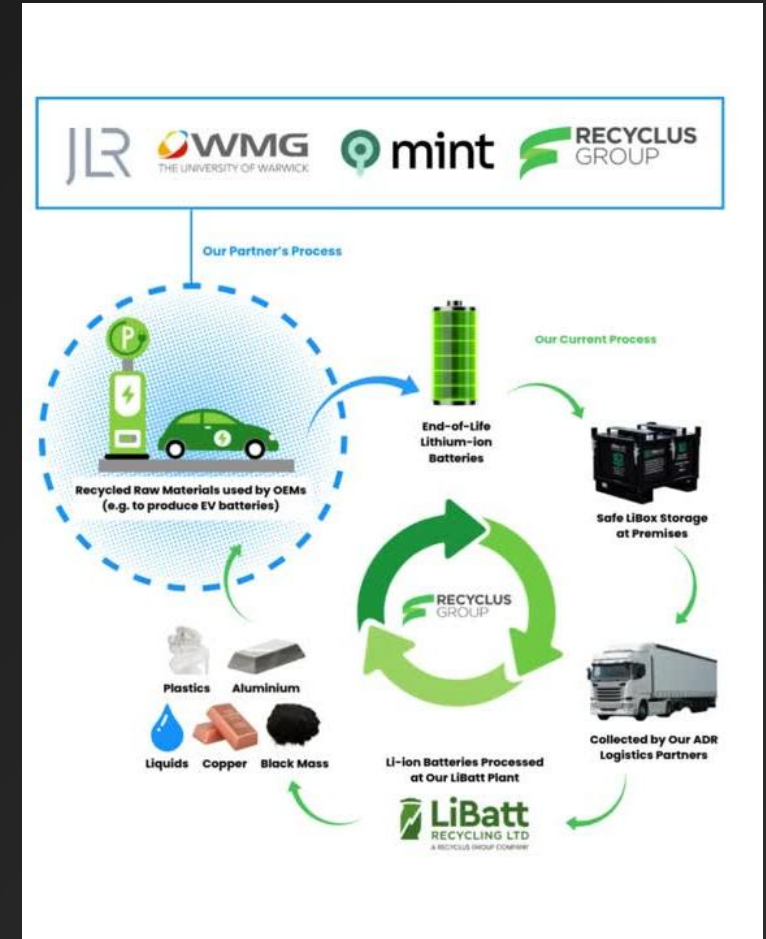 JLR
WMG
THE UNIVERSITY OF WARWICK
mint
RECYCLUS
GROUP
Our Partner's Process
P
Our Current Process
End-of-Life
Lithium-ion
Batteries
Recycled Raw Materials used by OEMs
(e.g. to produce EV batteries)
Safe LiBox Storage
at Premises
RECYCLUS
GROUP
Plastics
Aluminium
Collected by Our ADR
Logistics Partners
Liquids
Copper
Black Mass
Li-ion Batteries Processed
at Our LiBatt Plant
LiBatt
RECYCLING LTD
A RECYCLUS GROUP COMPANY